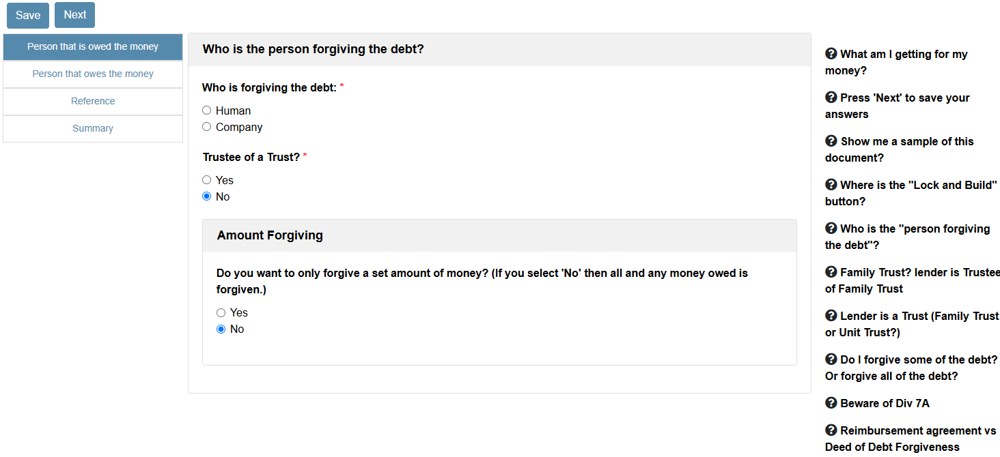 Save
Next
Person that is owed the money
Person that owes the money
Reference
Summary
Who is the person forgiving the debt?
Who is forgiving the debt: *
Human
Company
Trustee of a Trust? *
Yes
No
Amount Forgiving
Do you want to only forgive a set amount of money? (If you select 'No' then all and any money owed is
forgiven.)
Yes
No
What am I getting for my
money?
Press 'Next' to save your
answers
Show me a sample of this
document?
Where is the "Lock and Build"
button?
Who is the "person forgiving
the debt"?
Family Trust? lender is Trustee
of Family Trust
Lender is a Trust (Family Trust
or Unit Trust?)
Do I forgive some of the debt?
Or forgive all of the debt?
Beware of Div 7A
Reimbursement agreement vs
Deed of Debt Forgiveness